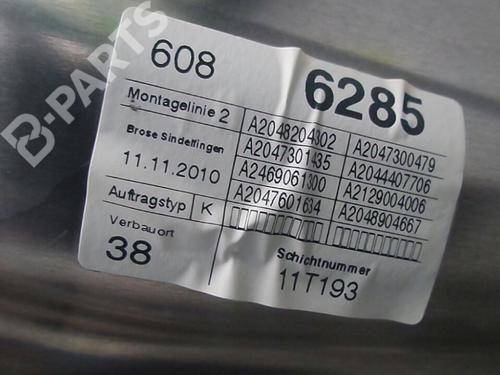 B-PARTS
608
6285
Montagelinie 2
A2048204302
A2047300479
Brose Sindelfingen
A2047301435
A2044407706
11.11.2010
A2469061300
A2129004006
Auftragstyp K
A2047601634
A2048904667
Verbauort
38
Schichtnummer
11T193